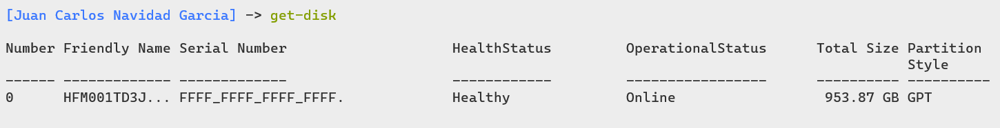 [Juan Carlos Navidad Garcia] -> get-disk
Number Friendly Name Serial Number HealthStatus OperationalStatus Total Size Partition
Style
------ ------------- ------------- ------------ ----------------- ---------- ----------
0 HFM001TD3J... FFFF_FFFF_FFFF_FFFF. Healthy Online 953.87 GB GPT